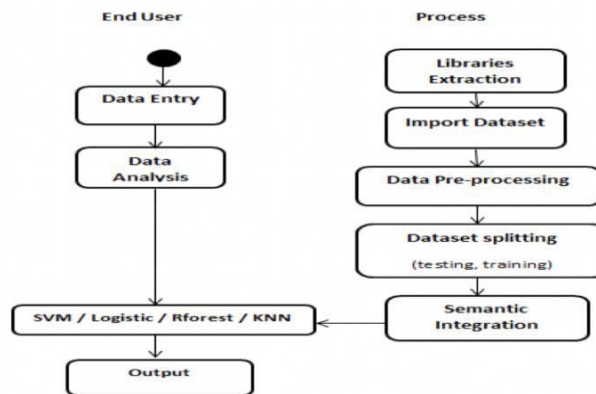 End User
Process
Data Entry
Data
Analysis
SVM / Logistic / Rforest / KNN
Output
Libraries
Extraction
Import Dataset
Data Pre-processing
Dataset splitting
(testing, training)
Semantic
Integration